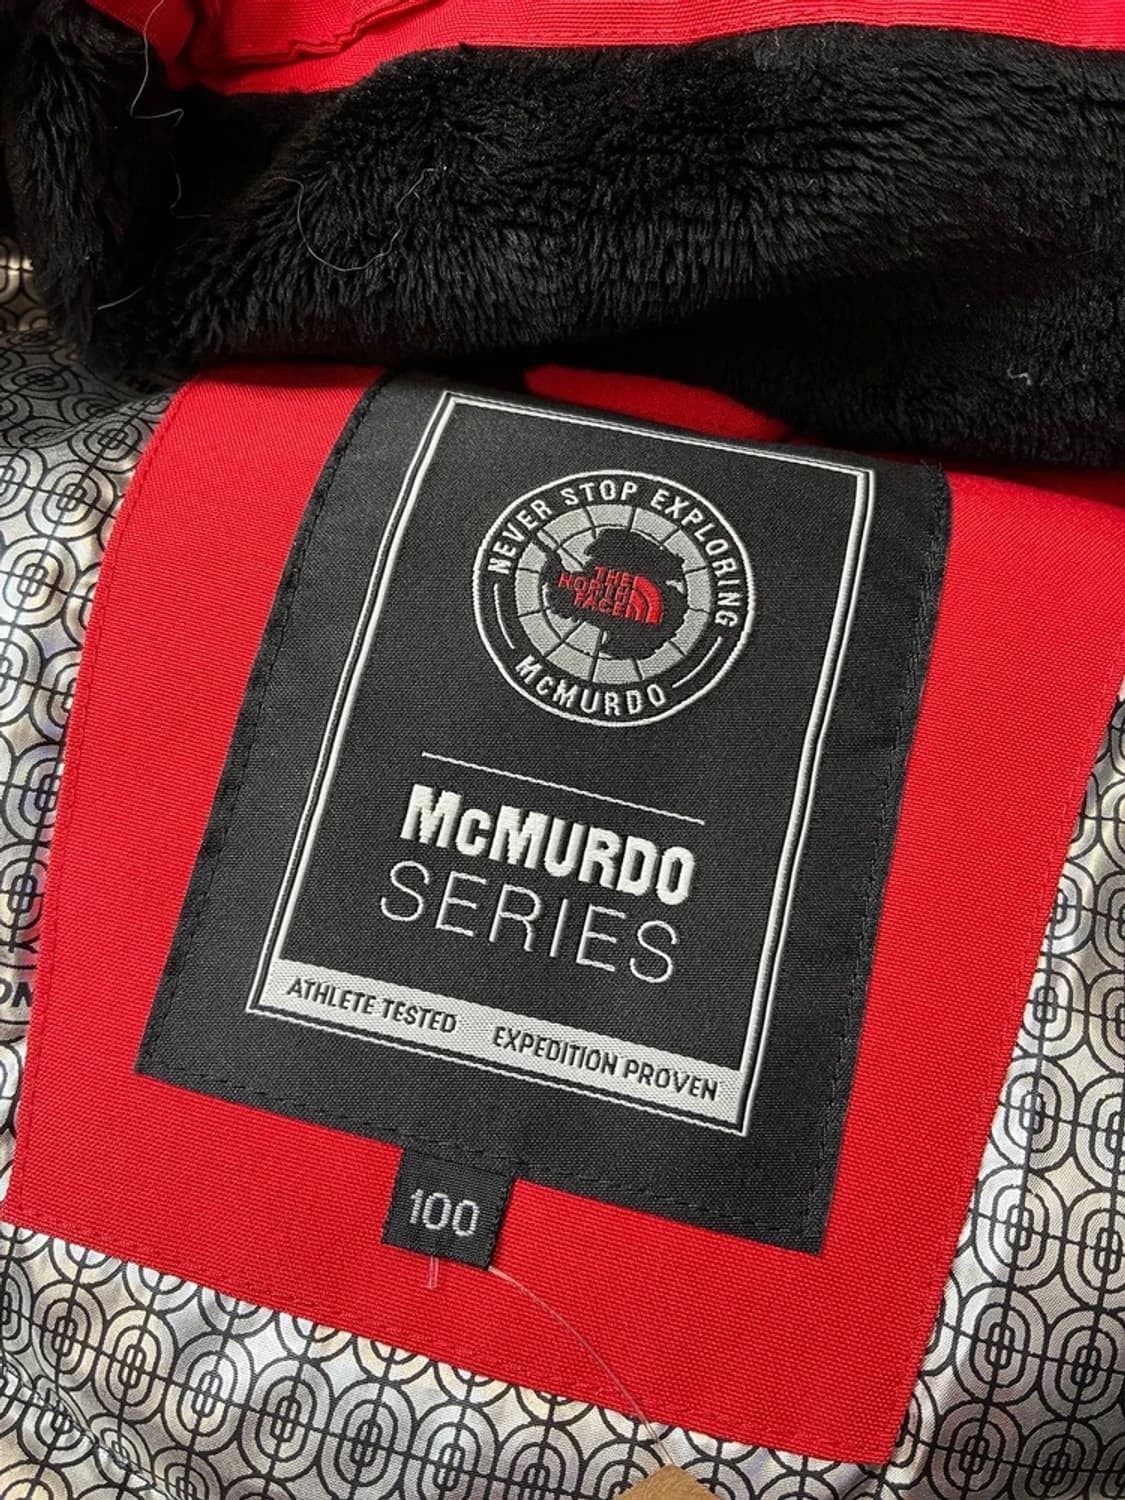 NEVER STOP EXPLORING
THE
NORTH
FACE
McMURDO
McMURDO
SERIES
ATHLETE TESTED EXPEDITION PROVEN
100